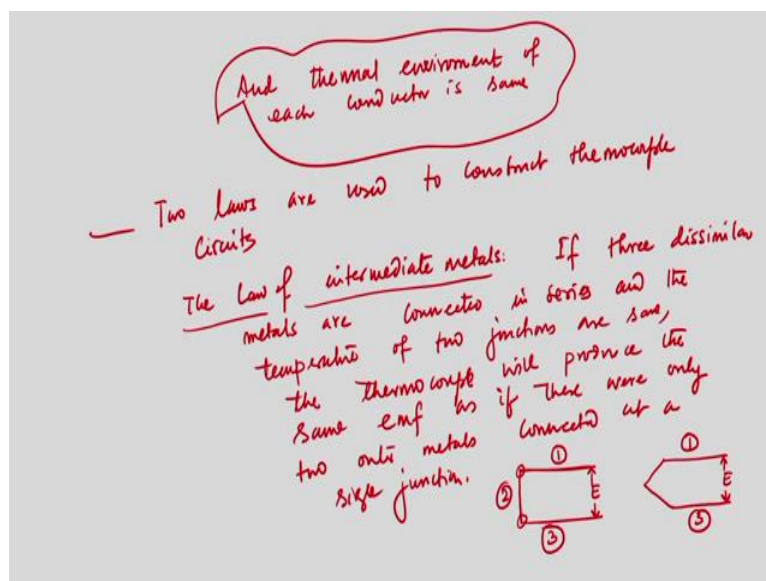 And thermal enviroment of
each conductor is same
— Two laws are used to construct thermocouple
Circuits
The Law of intermediate metals: If three dissimilar
metals are connected in series and the
temperature of two junctions are same,
the thermocouple will produce the
same emf as if there were only
two metals connected at a
single junction.
① ①
② E E
③ ③